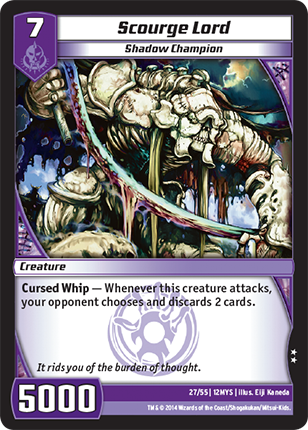 7
Scourge Lord
Shadow Champion
Creature
Cursed Whip — Whenever this creature attacks,
your opponent chooses and discards 2 cards.
It rids you of the burden of thought.
5000
27/55 | 12MYS | illus. Eiji Kaneda
TM & © 2014 Wizards of the Coast/Shogakukan/Mitsui-Kids.